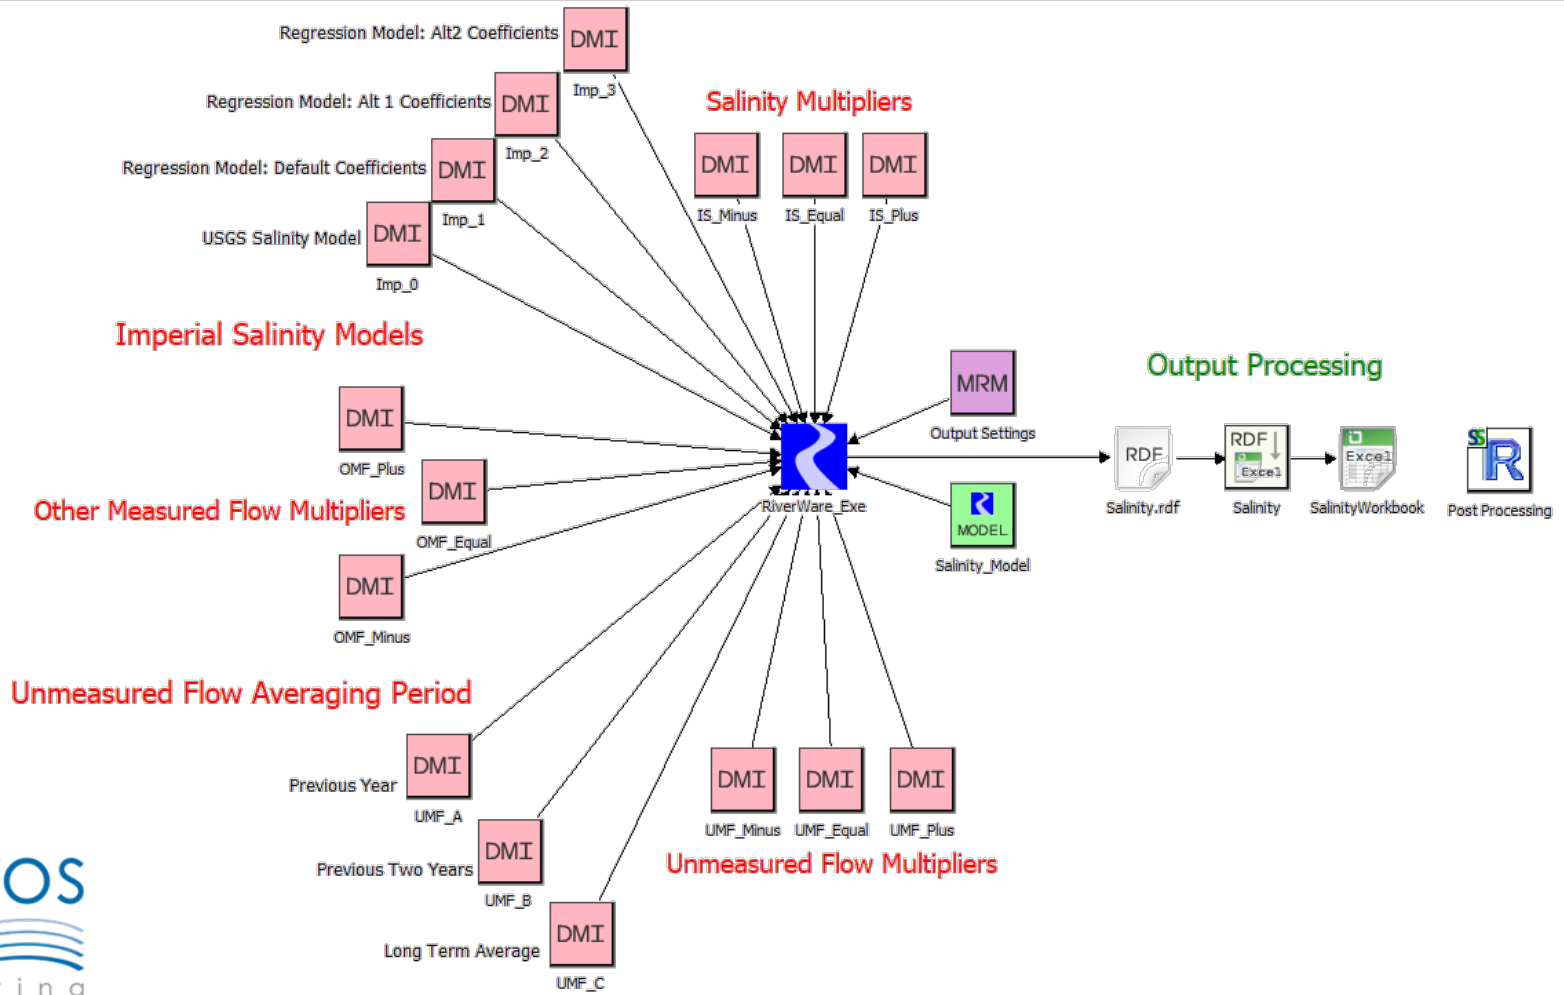 Regression Model: Alt2 Coefficients
DMI
Imp_3
Regression Model: Alt 1 Coefficients
DMI
Imp_2
Regression Model: Default Coefficients
DMI
Imp_1
USGS Salinity Model
DMI
Imp_0
Imperial Salinity Models
Salinity Multipliers
DMI
DMI
DMI
IS_Minus
IS_Equal
IS_Plus
DMI
OMF_Plus
DMI
OMF_Equal
Other Measured Flow Multipliers
DMI
OMF_Minus
MRM
Output Settings
RiverWare_Exe
MODEL
Salinity_Model
Output Processing
RDF
Salinity.rdf
RDF
Excel
Salinity
Excel
SalinityWorkbook
SS
R
Post Processing
Unmeasured Flow Averaging Period
DMI
Previous Year
UMF_A
DMI
Previous Two Years
UMF_B
DMI
Long Term Average
UMF_C
DMI
DMI
DMI
UMF_Minus
UMF_Equal
UMF_Plus
Unmeasured Flow Multipliers
OS
ring